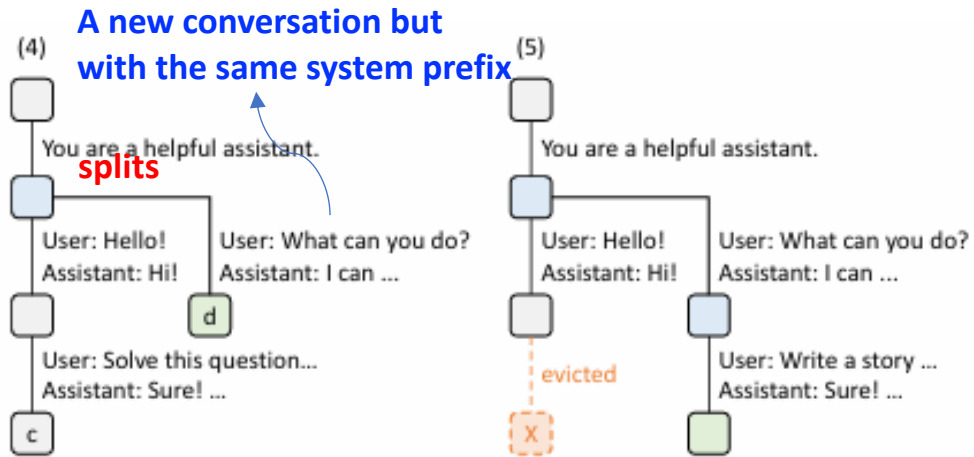 A new conversation but
with the same system prefix
(4)
You are a helpful assistant.
splits
User: Hello!
Assistant: Hi!
User: What can you do?
Assistant: I can ...
d
User: Solve this question...
Assistant: Sure! ...
c
(5)
You are a helpful assistant.
User: Hello!
Assistant: Hi!
User: What can you do?
Assistant: I can ...
evicted
X
User: Write a story ...
Assistant: Sure! ...